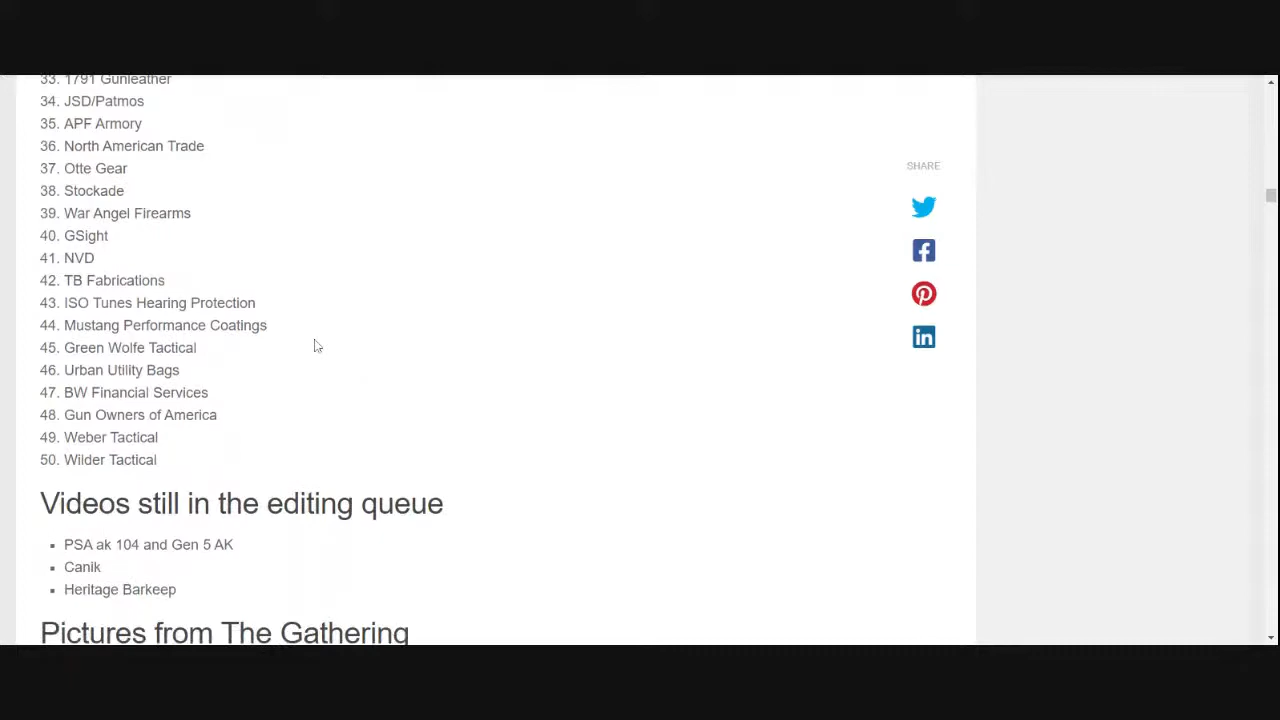 33. 1791 Gunleather
34. JSD/Patmos
35. APF Armory
36. North American Trade
37. Otte Gear
38. Stockade
39. War Angel Firearms
40. GSight
41. NVD
42. TB Fabrications
43. ISO Tunes Hearing Protection
44. Mustang Performance Coatings
45. Green Wolfe Tactical
46. Urban Utility Bags
47. BW Financial Services
48. Gun Owners of America
49. Weber Tactical
50. Wilder Tactical
Videos still in the editing queue
▪ PSA ak 104 and Gen 5 AK
▪ Canik
▪ Heritage Barkeep
Pictures from The Gathering
SHARE